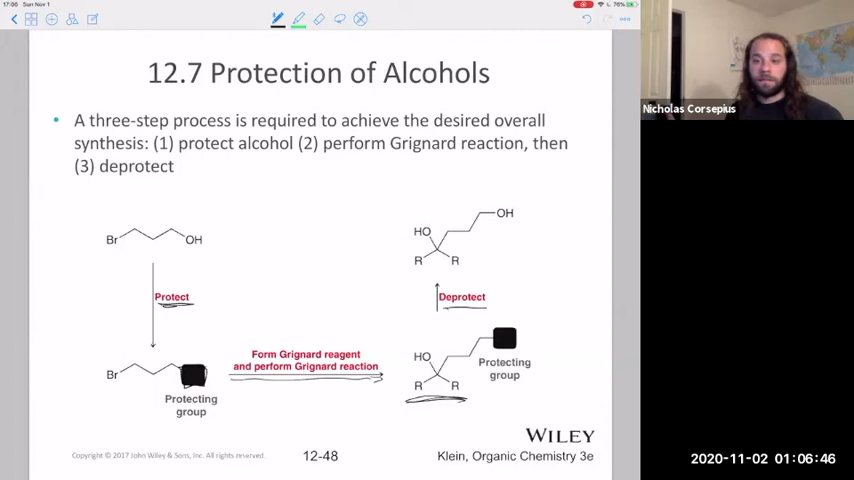 17:06 Sun Nov 1
76%
12.7 Protection of Alcohols
• A three-step process is required to achieve the desired overall
synthesis: (1) protect alcohol (2) perform Grignard reaction, then
(3) deprotect
Br
OH
Protect
Br
Protecting
group
Form Grignard reagent
and perform Grignard reaction
OH
HO
R R
Deprotect
HO
R R
Protecting
group
WILEY
Copyright © 2017 John Wiley & Sons, Inc. All rights reserved.
12-48
Klein, Organic Chemistry 3e
Nicholas Corsepius
2020-11-02 01:06:46